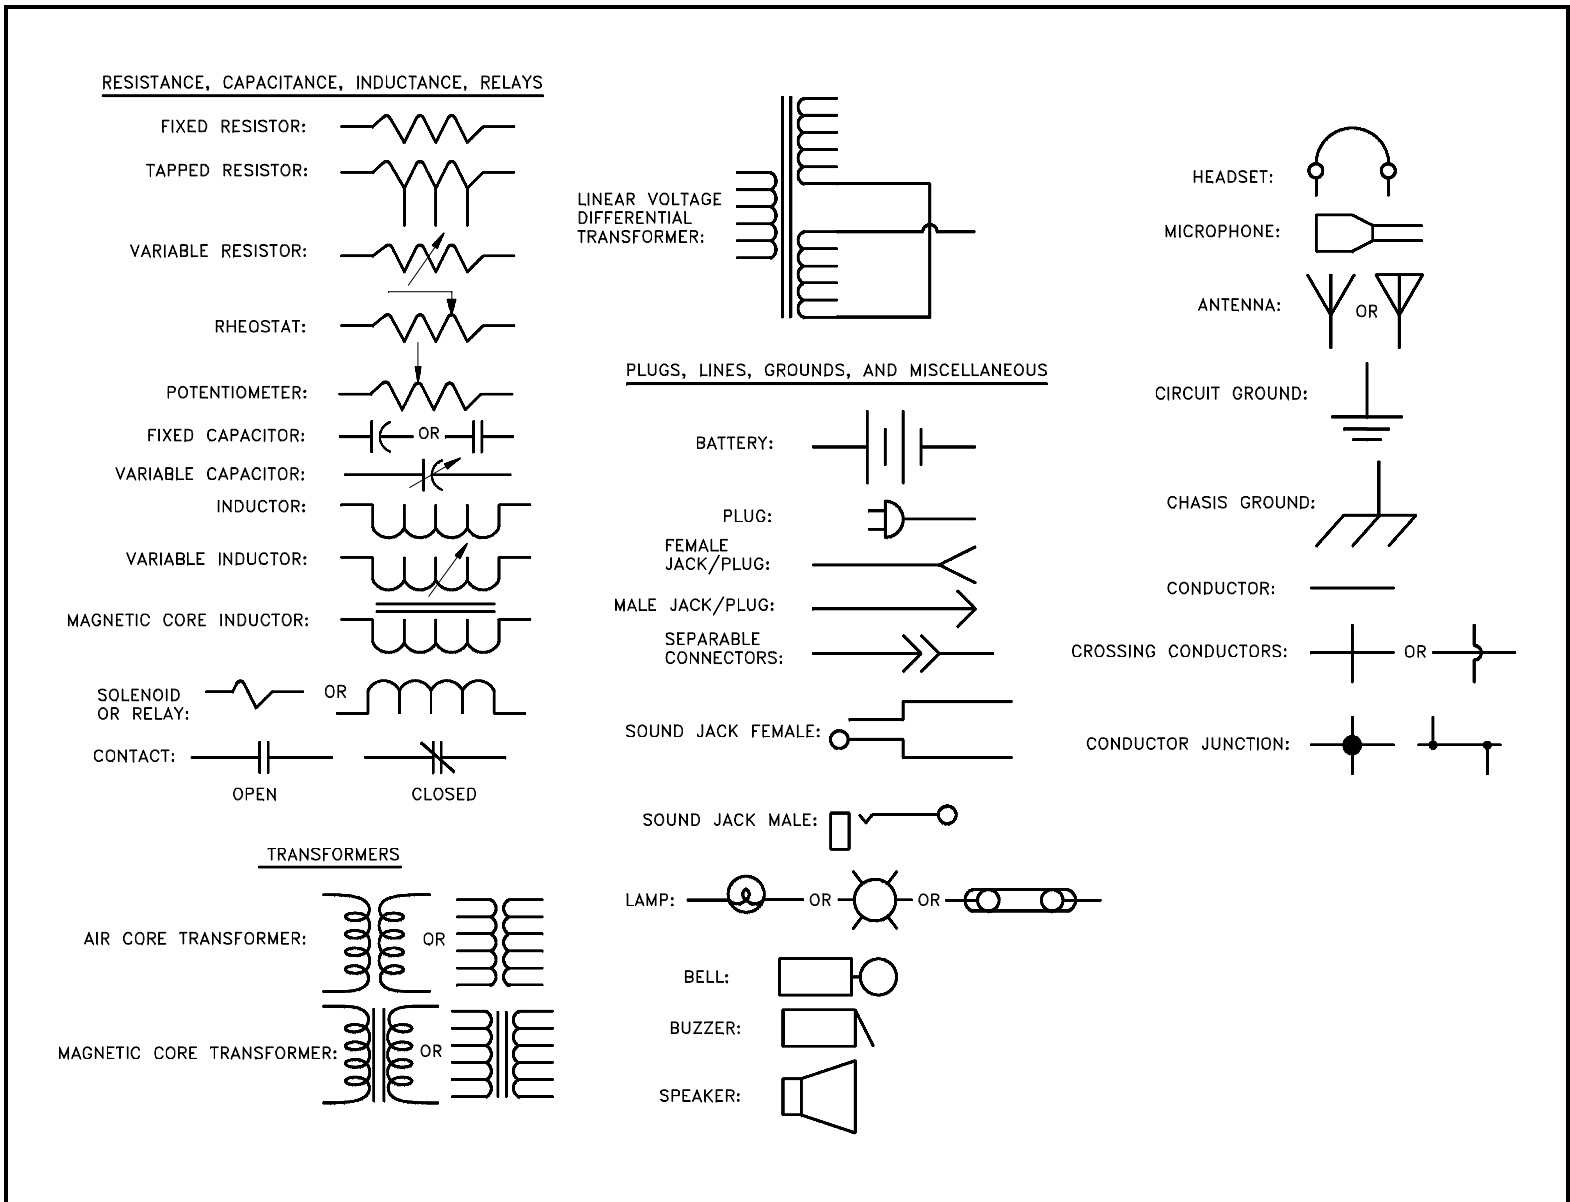 RESISTANCE, CAPACITANCE, INDUCTANCE, RELAYS
FIXED RESISTOR:
TAPPED RESISTOR:
VARIABLE RESISTOR:
RHEOSTAT:
POTENTIOMETER:
FIXED CAPACITOR:
OR
VARIABLE CAPACITOR:
INDUCTOR:
VARIABLE INDUCTOR:
MAGNETIC CORE INDUCTOR:
SOLENOID
OR RELAY:
OR
CONTACT:
OPEN
CLOSED
TRANSFORMERS
AIR CORE TRANSFORMER:
OR
MAGNETIC CORE TRANSFORMER:
OR
LINEAR VOLTAGE
DIFFERENTIAL
TRANSFORMER:
PLUGS, LINES, GROUNDS, AND MISCELLANEOUS
BATTERY:
PLUG:
FEMALE
JACK/PLUG:
MALE JACK/PLUG:
SEPARABLE
CONNECTORS:
SOUND JACK FEMALE:
SOUND JACK MALE:
LAMP:
OR
OR
BELL:
BUZZER:
SPEAKER:
HEADSET:
MICROPHONE:
ANTENNA:
OR
CIRCUIT GROUND:
CHASIS GROUND:
CONDUCTOR:
CROSSING CONDUCTORS:
OR
CONDUCTOR JUNCTION: